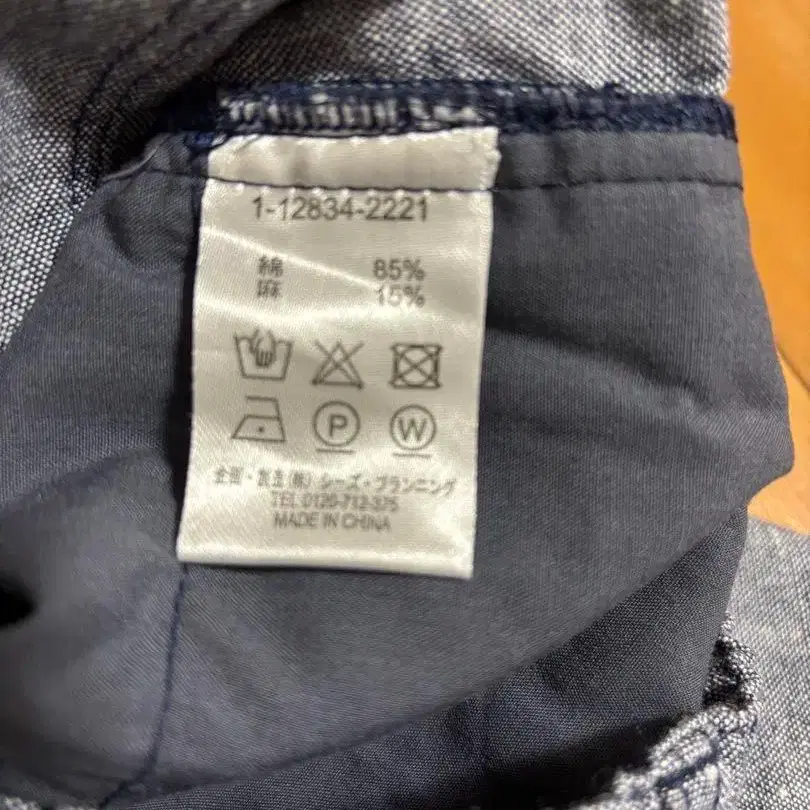 1-12834-2221
綿 85%
麻 15%
P W
企画・製造(株)シーズ・プランニング
TEL 0120-712-375
MADE IN CHINA